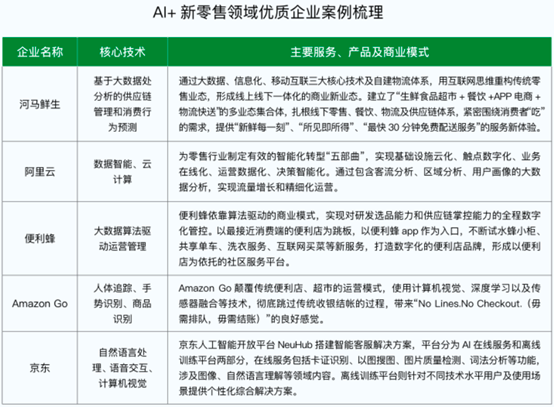 AI+ 新零售领域优质企业案例梳理
企业名称
核心技术
主要服务、产品及商业模式
河马鲜生
基于大数据处
分析的供应链
管理和消费行
为预测
通过大数据、信息化、移动互联三大核心技术及自建物流体系，用互联网思维重构传统零
售业态，形成线上线下一体化的商业新业态。建立了“生鲜食品超市 + 餐饮 +APP 电商 +
物流快送”的多业态集合体，扎根线下零售、餐饮、物流及供应链体系，紧密围绕消费者“吃”
的需求，提供“新鲜每一刻”、“所见即所得”、“最快 30 分钟免费配送服务”的服务新体验。
阿里云
数据智能、云
计算
为零售行业制定有效的智能化转型“五部曲”，实现基础设施云化、触点数字化、业务
在线化、运营数据化、决策智能化。通过包含客流分析、区域分析、用户画像的大数
据分析，实现流量增长和精细化运营。
便利蜂
大数据算法驱
动运营管理
便利蜂依靠算法驱动的商业模式，实现对研发选品能力和供应链掌控能力的全程数字
化管控。以最接近消费端的便利店为跳板，以便利蜂 app 作为入口，不断试水蜂小柜、
共享单车、洗衣服务、互联网买菜等新服务，打造数字化的便利店品牌，形成以便利店
为依托的社区服务平台。
Amazon Go
人体追踪、手
势识别、商品
识别
Amazon Go 颠覆传统便利店、超市的运营模式，使用计算机视觉、深度学习以及传
感器融合等技术，彻底跳过传统收银结帐的过程，带来“No Lines.No Checkout.（毋
需排队，毋需结账）”的良好感觉。
京东
自然语言处
理、语音交互、
计算机视觉
京东人工智能开放平台 NeuHub 搭建智能客服解决方案，平台分为 AI 在线服务和离线
训练平台两部分，在线服务包括卡证识别、以图搜图、图片质量检测、词法分析等功能，
涉及图像、自然语言理解等领域内容。离线训练平台则针对不同技术水平用户及使用场
景提供个性化综合解决方案。